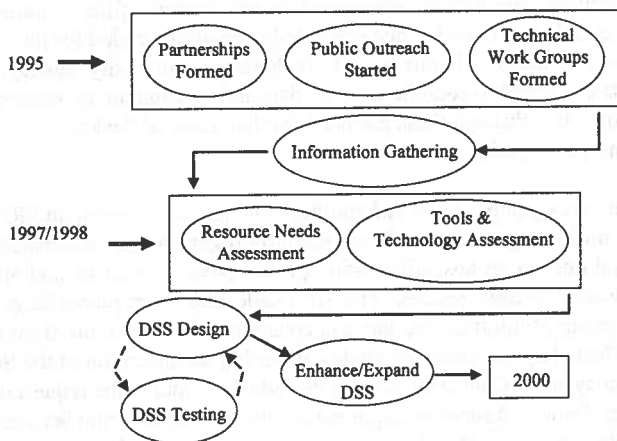 1995
Partnerships
Formed
Public Outreach
Started
Technical
Work Groups
Formed
Information Gathering
1997/1998
Resource Needs
Assessment
Tools &
Technology Assessment
DSS Design
DSS Testing
Enhance/Expand
DSS
2000